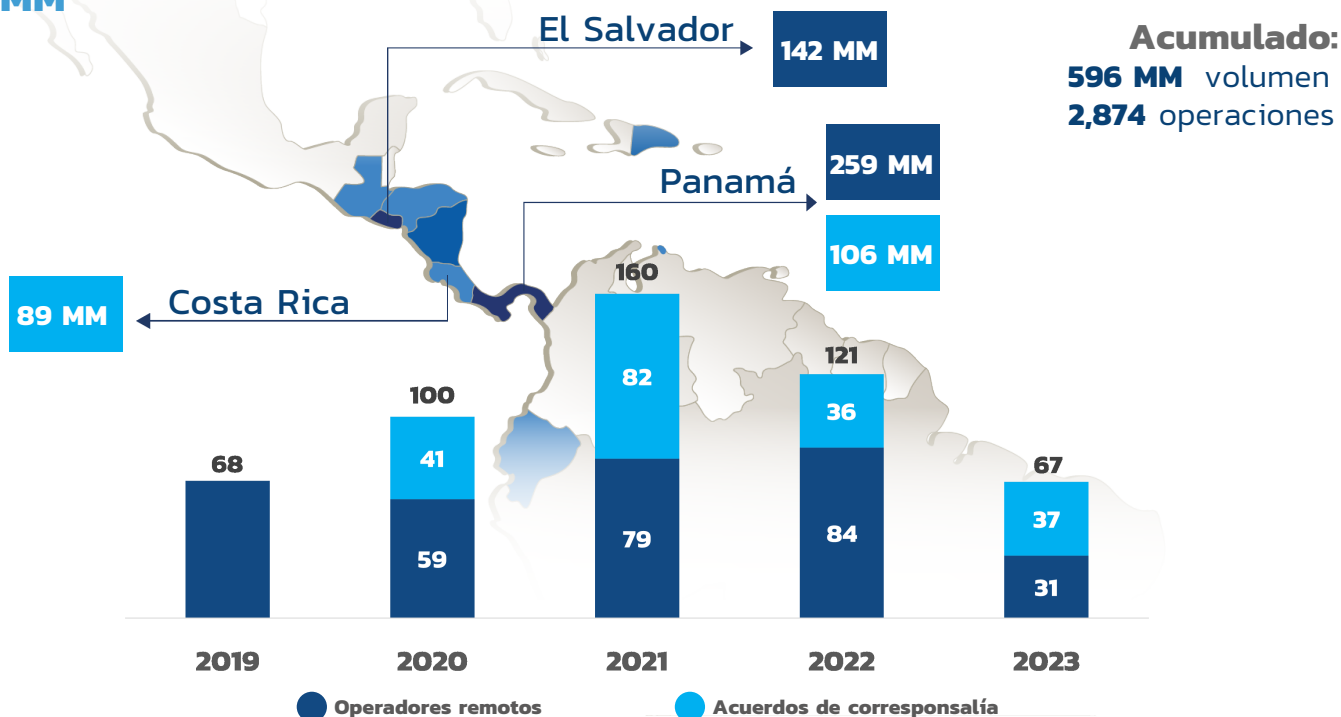 MM
El Salvador
142 MM
Acumulado:
596 MM volumen
2,874 operaciones
Panamá
259 MM
106 MM
Costa Rica
89 MM
68
100
41
59
160
82
79
121
36
84
67
37
31
2019 2020 2021 2022 2023
Operadores remotos Acuerdos de corresponsalía